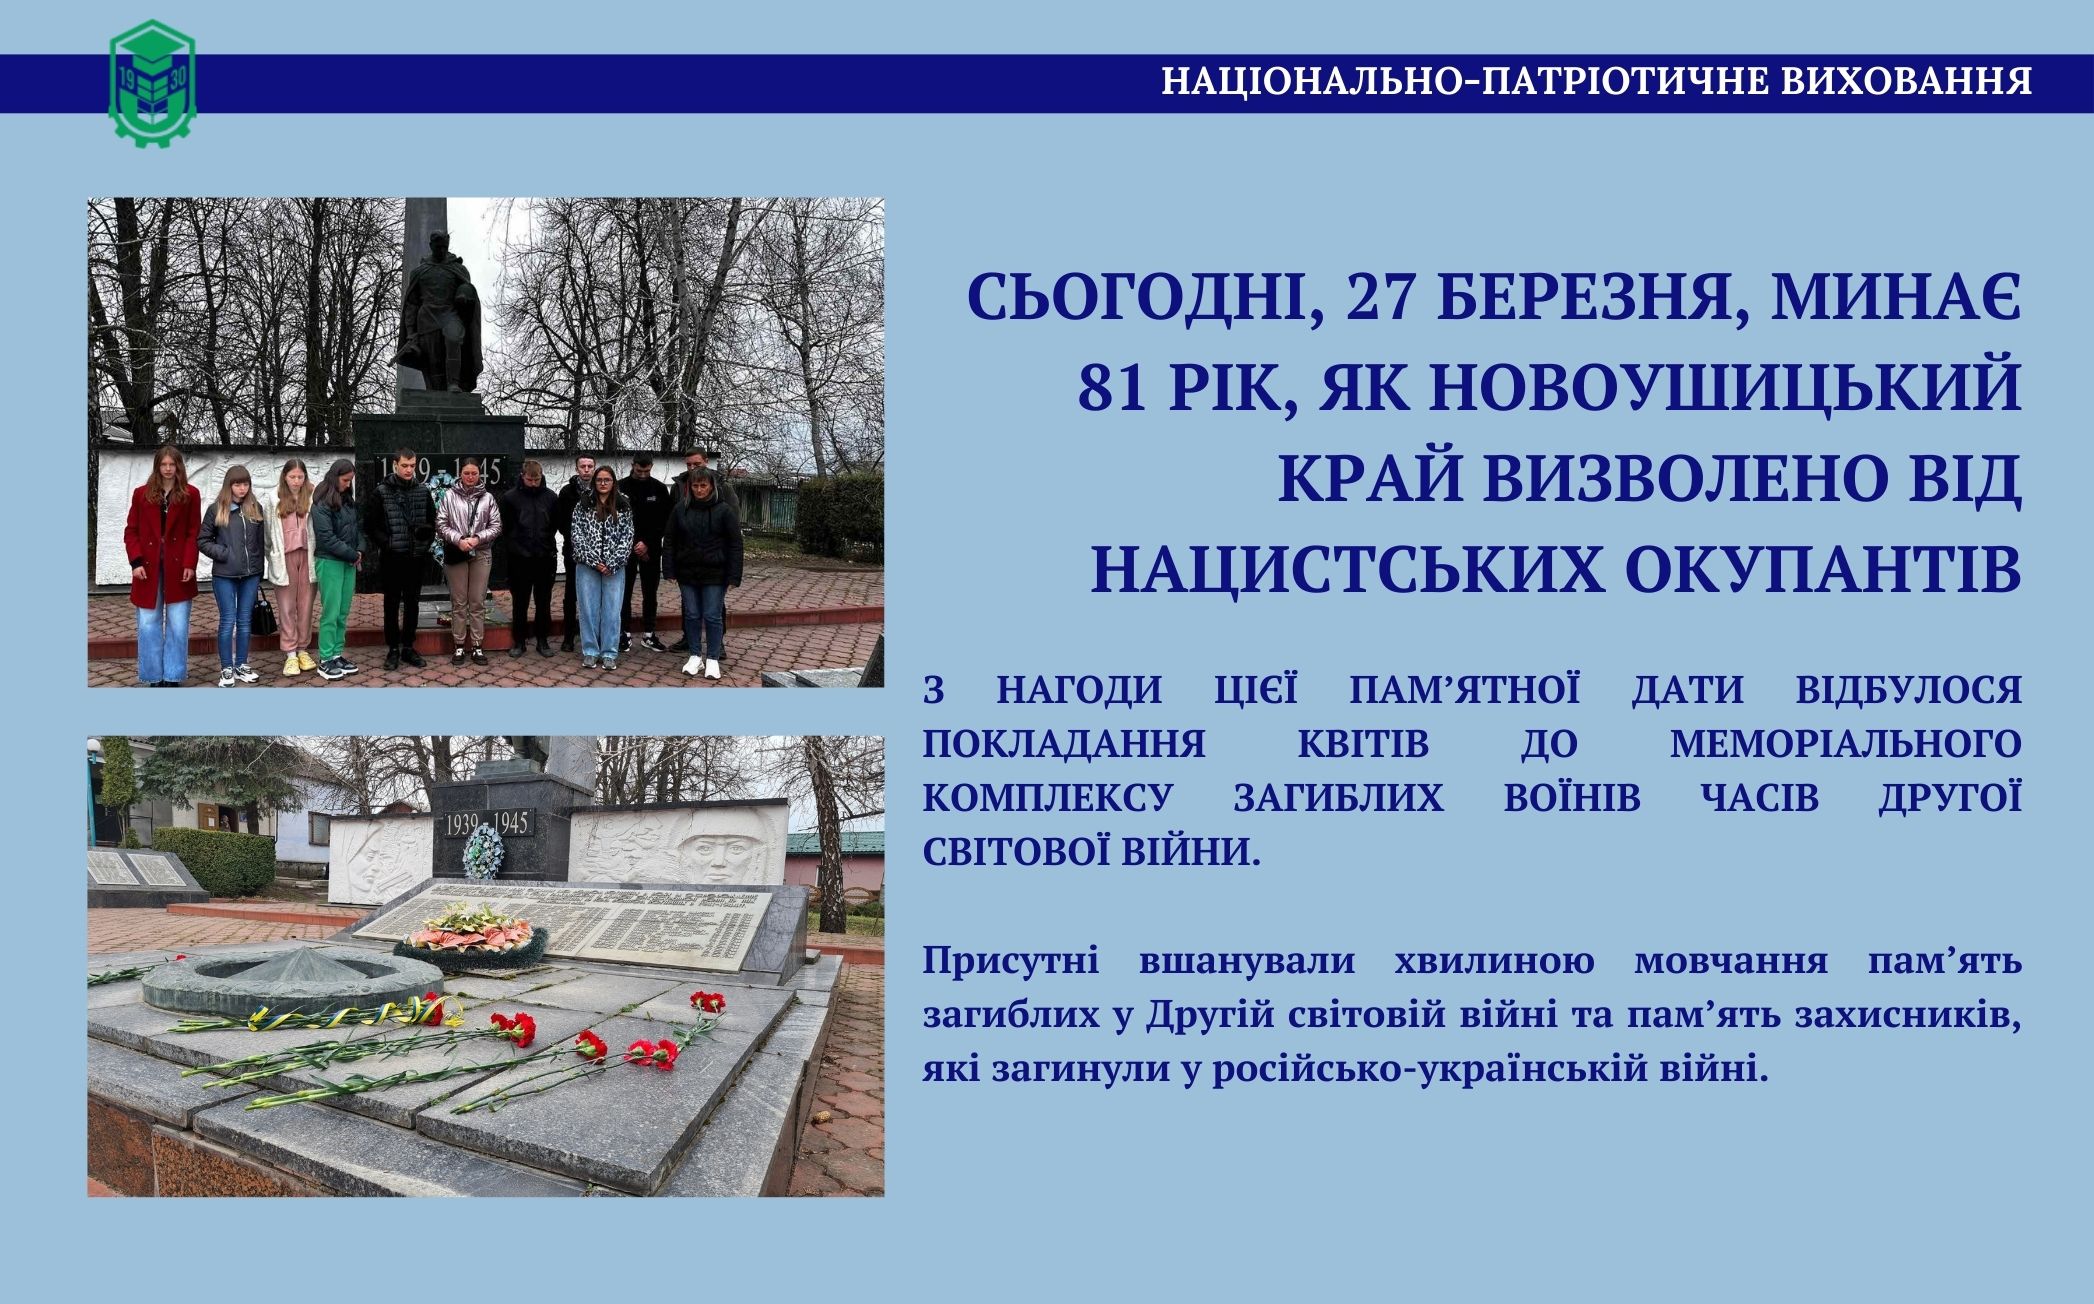 19 30
НАЦІОНАЛЬНО-ПАТРІОТИЧНЕ ВИХОВАННЯ
СЬОГОДНІ, 27 БЕРЕЗНЯ, МИНАЄ
81 РІК, ЯК НОВОУШИЦЬКИЙ
КРАЙ ВИЗВОЛЕНО ВІД
НАЦИСТСЬКИХ ОКУПАНТІВ
З НАГОДИ ЦІЄЇ ПАМ’ЯТНОЇ ДАТИ ВІДБУЛОСЯ
ПОКЛАДАННЯ КВІТІВ ДО МЕМОРІАЛЬНОГО
КОМПЛЕКСУ ЗАГИБЛИХ ВОЇНІВ ЧАСІВ ДРУГОЇ
СВІТОВОЇ ВІЙНИ.
Присутні вшанували хвилиною мовчання пам’ять
загиблих у Другій світовій війні та пам’ять захисників,
які загинули у російсько-українській війні.
1939 - 1945
1939 - 1945